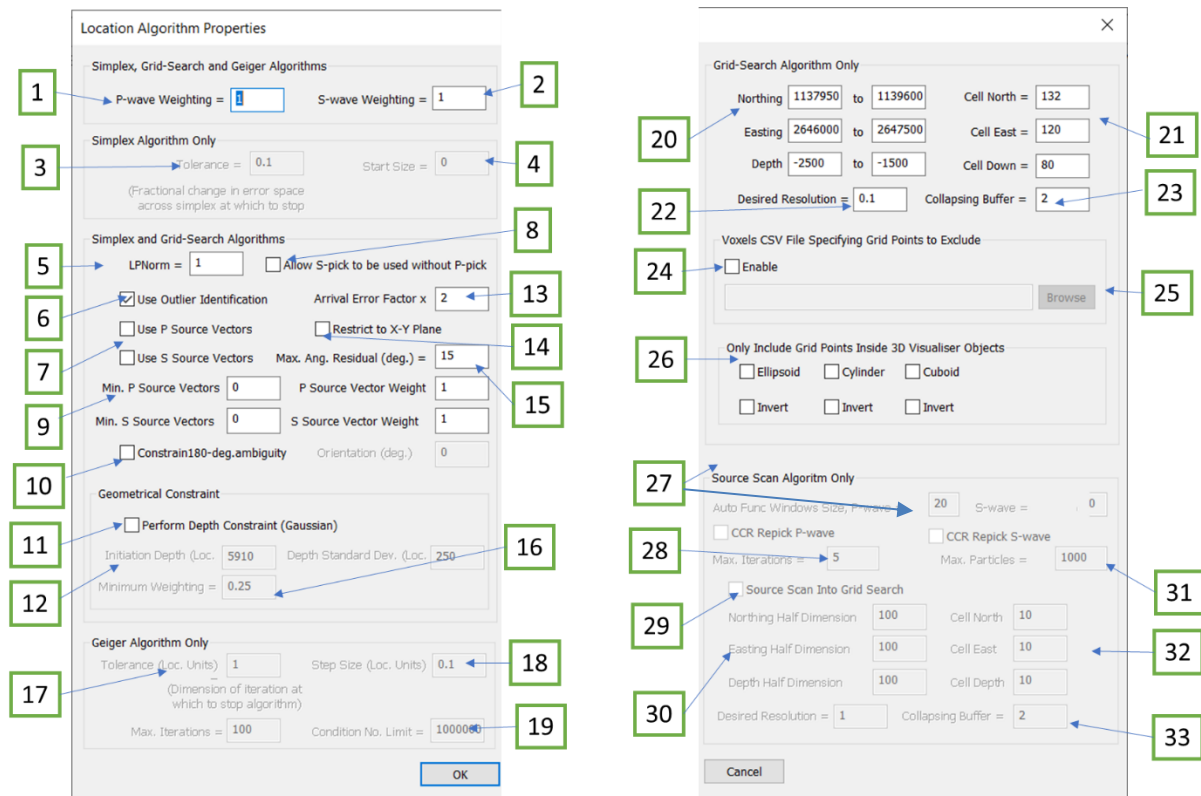 Location Algorithm Properties
Simplex, Grid-Search and Geiger Algorithms
1
P-wave Weighting = 1
S-wave Weighting = 1
2
Simplex Algorithm Only
3
Tolerance = 0.1
Start Size = 0
4
(Fractional change in error space
across simplex at which to stop
Simplex and Grid-Search Algorithms
8
5
LPNorm = 1
Allow S-pick to be used without P-pick
6
Use Outlier Identification
Arrival Error Factor x 2
13
Use P Source Vectors
Restrict to X-Y Plane
14
7
Use S Source Vectors
Max. Ang. Residual (deg.) = 15
15
9
Min. P Source Vectors 0
P Source Vector Weight 1
Min. S Source Vectors 0
S Source Vector Weight 1
10
Constrain180-deg.ambiguity
Orientation (deg.) 0
Geometrical Constraint
11
Perform Depth Constraint (Gaussian)
16
12
Initiation Depth (Loc. 5910
Depth Standard Dev. (Loc. 250
Minimum Weighting = 0.25
Geiger Algorithm Only
17
Tolerance (Loc. Units) 1
Step Size (Loc. Units) 0.1
18
(Dimension of iteration at
which to stop algorithm)
Max. Iterations = 100
Condition No. Limit = 1000000
19
OK
Grid-Search Algorithm Only
20
Northing 1137950 to 1139600
Cell North = 132
21
Easting 2646000 to 2647500
Cell East = 120
Depth -2500 to -1500
Cell Down = 80
22
Desired Resolution = 0.1
Collapsing Buffer = 2
23
Voxels CSV File Specifying Grid Points to Exclude
24
Enable
Browse
25
26
Only Include Grid Points Inside 3D Visualiser Objects
Ellipsoid Cylinder Cuboid
Invert Invert Invert
27
Source Scan Algoritm Only
Auto Func Windows Size, P-wave 20
S-wave = 0
CCR Repick P-wave
CCR Repick S-wave
28
Max. Iterations = 5
Max. Particles = 1000
31
29
Source Scan Into Grid Search
Northing Half Dimension 100
Cell North 10
30
Easting Half Dimension 100
Cell East 10
32
Depth Half Dimension 100
Cell Depth 10
Desired Resolution = 1
Collapsing Buffer = 2
33
Cancel